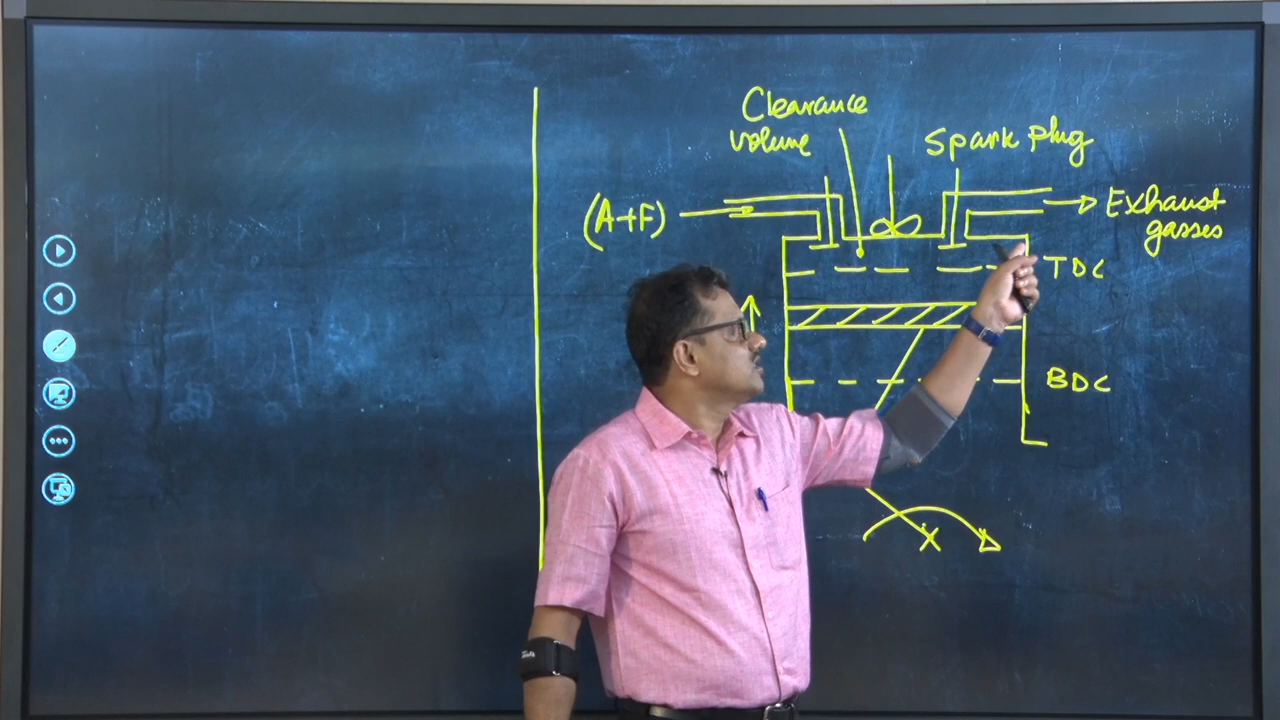 Clearance
volume
Spark Plug
(A+F)
Exhaust
gasses
TDC
BDC